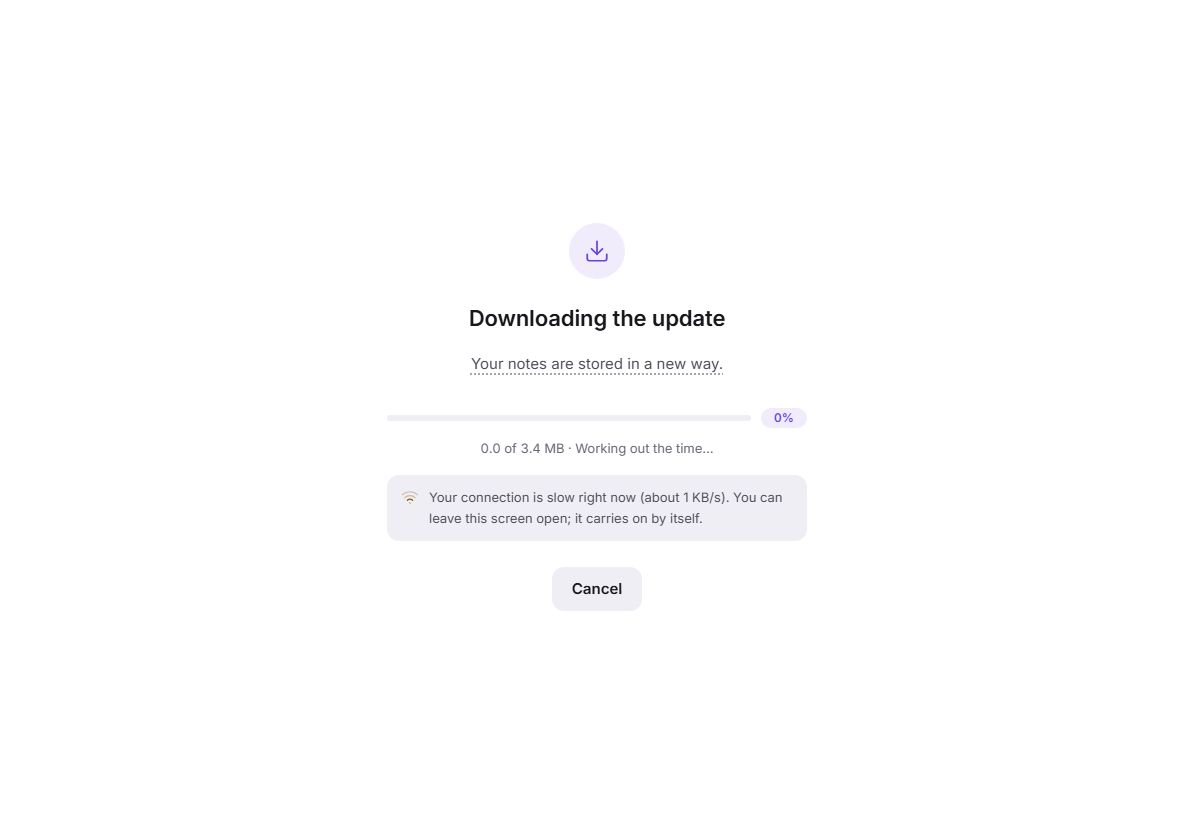 Downloading the update
Your notes are stored in a new way.
0%
0.0 of 3.4 MB · Working out the time...
Your connection is slow right now (about 1 KB/s). You can
leave this screen open; it carries on by itself.
Cancel